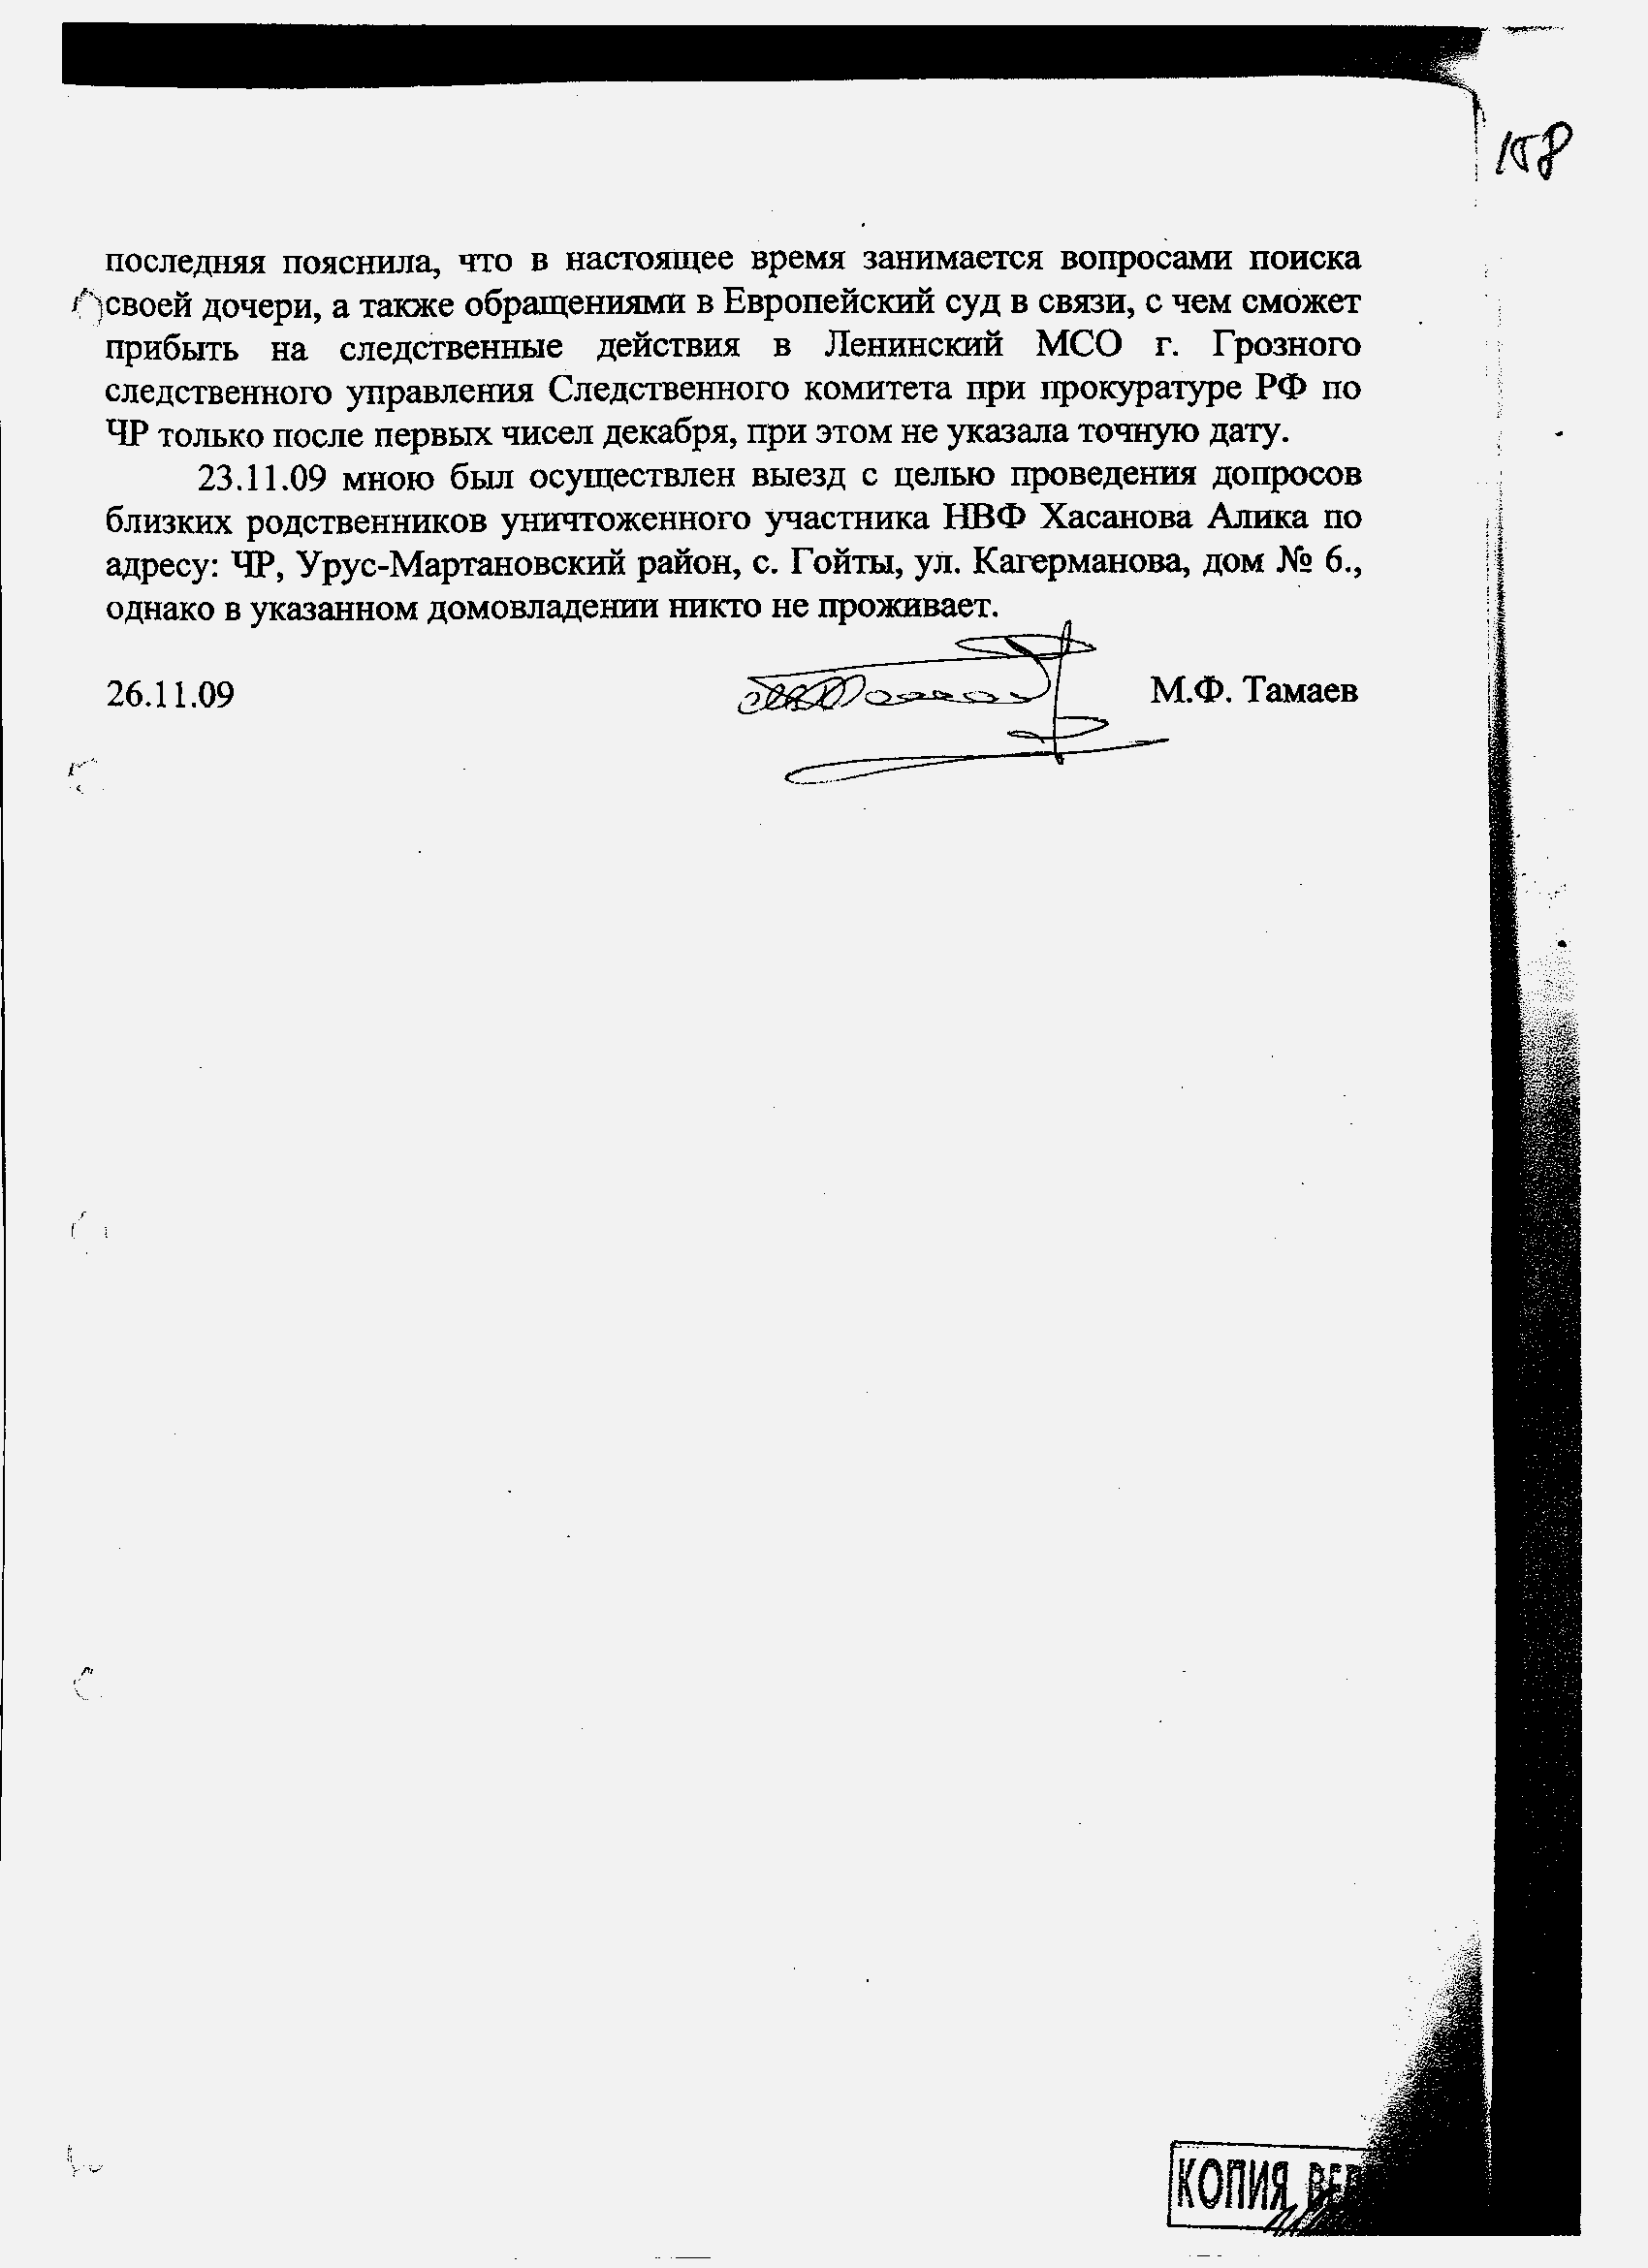 158
последняя пояснила, что в настоящее время занимается вопросами поиска
своей дочери, а также обращениями в Европейский суд в связи, с чем сможет
прибыть на следственные действия в Ленинский МСО г. Грозного
следственного управления Следственного комитета при прокуратуре РФ по
ЧР только после первых чисел декабря, при этом не указала точную дату.
23.11.09 мною был осуществлен выезд с целью проведения допросов
близких родственников уничтоженного участника НВФ Хасанова Алика по
адресу: ЧР, Урус-Мартановский район, с. Гойты, ул. Кагерманова, дом № 6.,
однако в указанном домовладении никто не проживает.
26.11.09 М.Ф. Тамаев
КОПИЯ